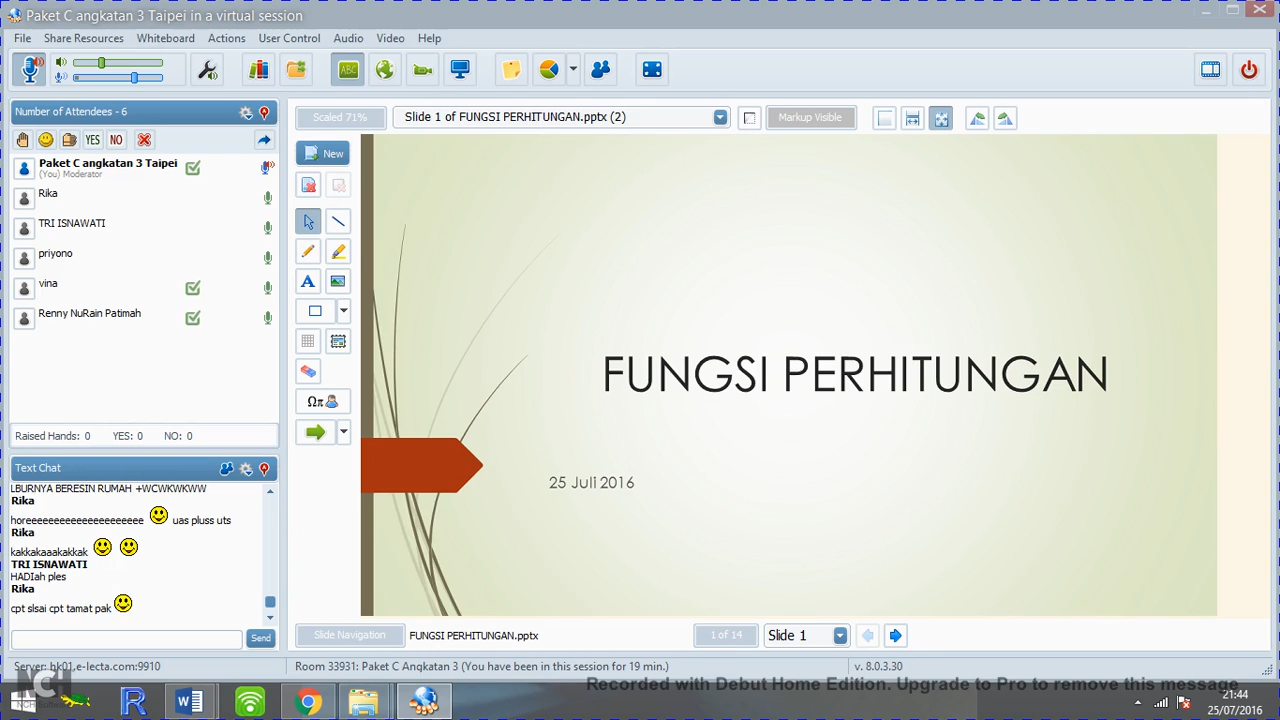 Paket C angkatan 3 Taipei in a virtual session
File Share Resources Whiteboard Actions User Control Audio Video Help
ABC
Number of Attendees - 6
YES NO
Paket C angkatan 3 Taipei
(You) Moderator
Rika
TRI ISNAWATI
priyono
vina
Renny NuRain Patimah
Raised Hands: 0 YES: 0 NO: 0
Text Chat
LBURNYA BERESIN RUMAH +WCWKWKWW
Rika
horeeeeeeeeeeeeeeeeeeeee uas pluss uts
Rika
kakkakaaakakkak
TRI ISNAWATI
HADIah ples
Rika
cpt slsai cpt tamat pak
Send
Scaled 71% Slide 1 of FUNGSI PERHITUNGAN.pptx (2) Markup Visible
New
A
Ωπ
FUNGSI PERHITUNGAN
25 Juli 2016
Slide Navigation FUNGSI PERHITUNGAN.pptx 1 of 14 Slide 1
Server: bk01.e-lecta.com:9910 Room 33931: Paket C Angkatan 3 (You have been in this session for 19 min.) v. 8.0.3.30
Recorded with Debut Home Edition. Upgrade to Pro to remove this message
NCH
21:44
25/07/2016